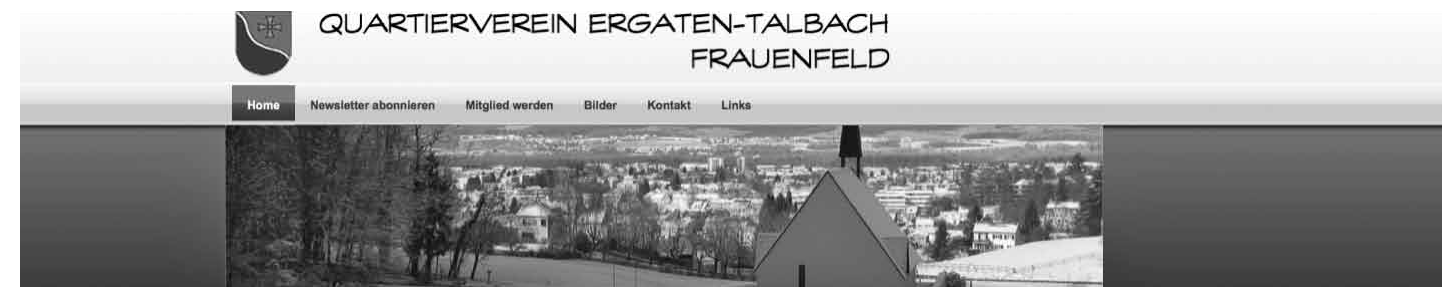 QUARTIERVEREIN ERGATEN-TALBACH
FRAUENFELD
Home Newsletter abonnieren Mitglied werden Bilder Kontakt Links